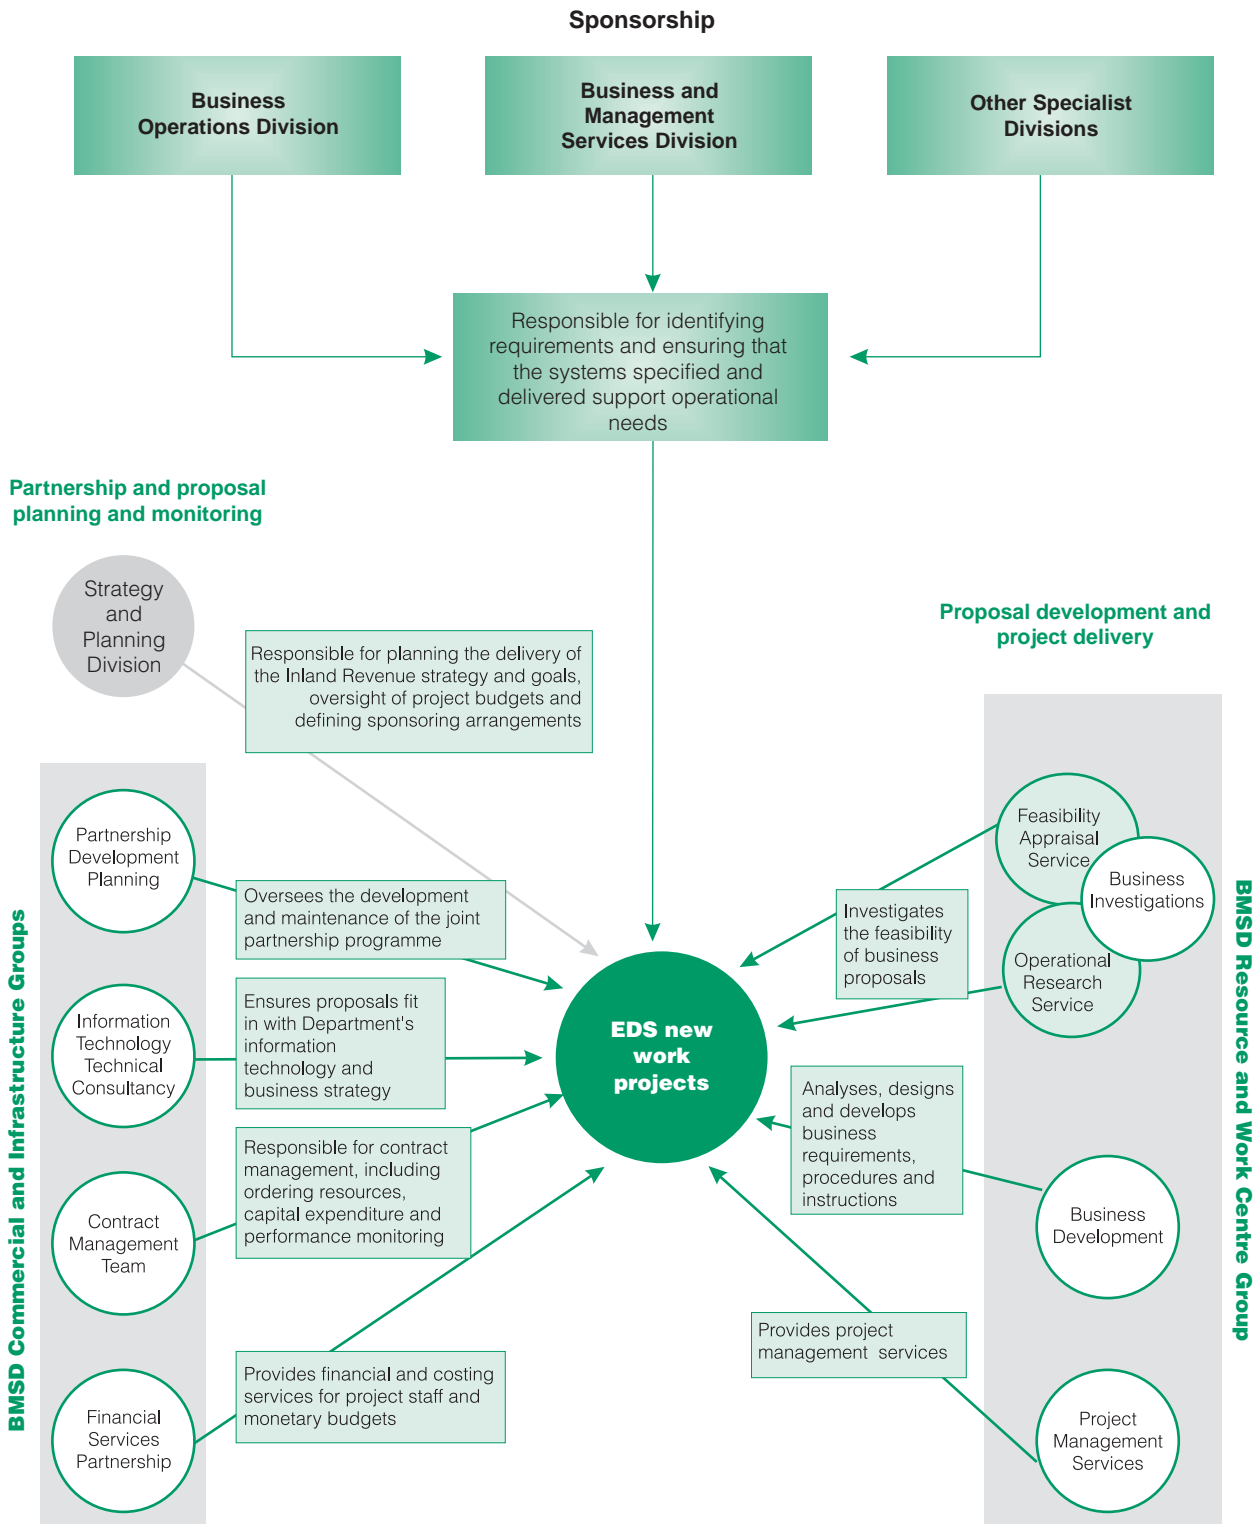 Sponsorship
Business
Operations Division
Business and
Management
Services Division
Other Specialist
Divisions
Responsible for identifying
requirements and ensuring that
the systems specified and
delivered support operational
needs
Partnership and proposal
planning and monitoring
Strategy
and
Planning
Division
Responsible for planning the delivery of
the Inland Revenue strategy and goals,
oversight of project budgets and
defining sponsoring arrangements
Proposal development and
project delivery
BMSD Commercial and Infrastructure Groups
Partnership
Development
Planning
Oversees the development
and maintenance of the joint
partnership programme
Information
Technology
Technical
Consultancy
Ensures proposals fit
in with Department's
information
technology and
business strategy
Contract
Management
Team
Responsible for contract
management, including
ordering resources,
capital expenditure and
performance monitoring
Financial
Services
Partnership
Provides financial and costing
services for project staff and
monetary budgets
EDS new
work
projects
Feasibility
Appraisal
Service
Business
Investigations
Operational
Research
Service
Investigates
the feasibility
of business
proposals
Analyses, designs
and develops
business
requirements,
procedures and
instructions
Business
Development
Provides project
management services
Project
Management
Services
BMSD Resource and Work Centre Group